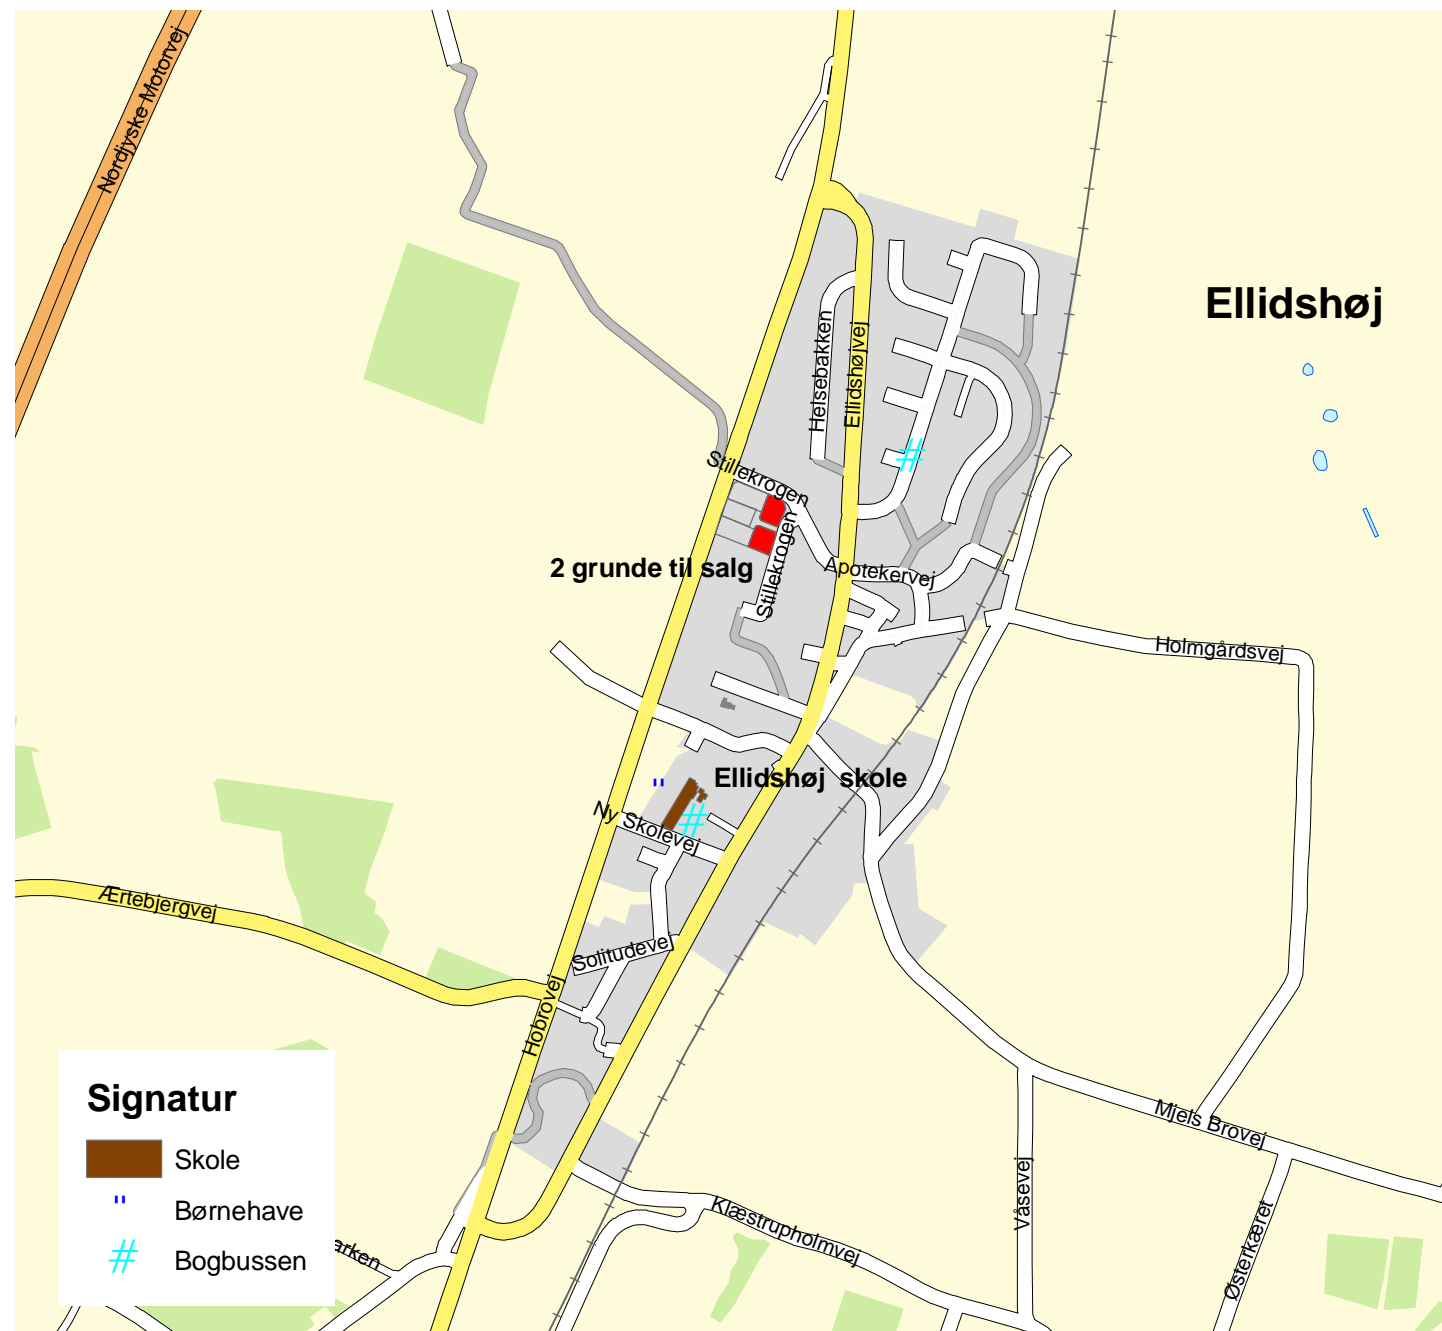 Nordjyske Motorvej
Ellidshøj
Helsebakken
Ellidshøjvej
Stillekrogen
2 grunde til salg
Stillekrogen
Apotekervej
Holmgårdsvej
Ellidshøj skole
Ny Skolevej
Ærtebjergvej
Solitudevej
Hobrovej
Mjels Brovej
Våsevej
Østerkæret
Klæstrupholmvej
arken
Signatur
Skole
" Børnehave
# Bogbussen